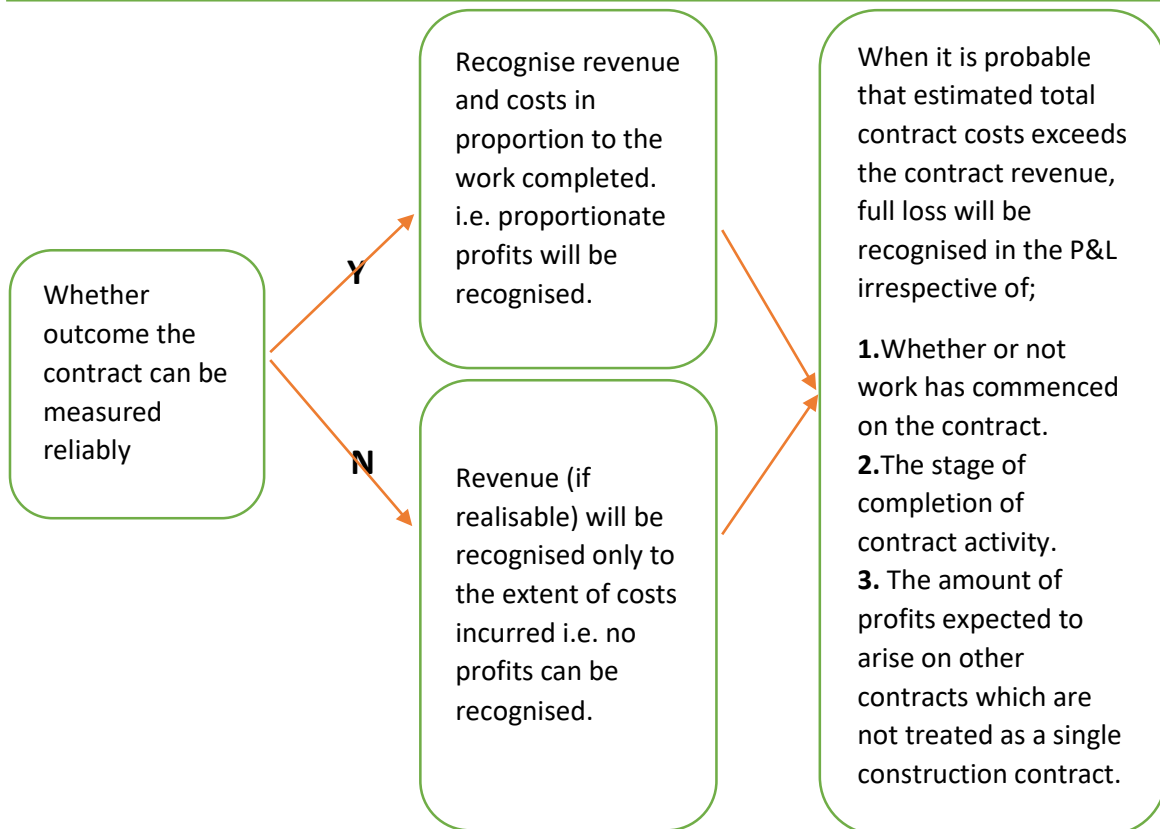 Whether
outcome the
contract can be
measured
reliably
Y
N
Recognise revenue
and costs in
proportion to the
work completed.
i.e. proportionate
profits will be
recognised.
Revenue (if
realisable) will be
recognised only to
the extent of costs
incurred i.e. no
profits can be
recognised.
When it is probable
that estimated total
contract costs exceeds
the contract revenue,
full loss will be
recognised in the P&L
irrespective of;
1.Whether or not
work has commenced
on the contract.
2.The stage of
completion of
contract activity.
3. The amount of
profits expected to
arise on other
contracts which are
not treated as a single
construction contract.